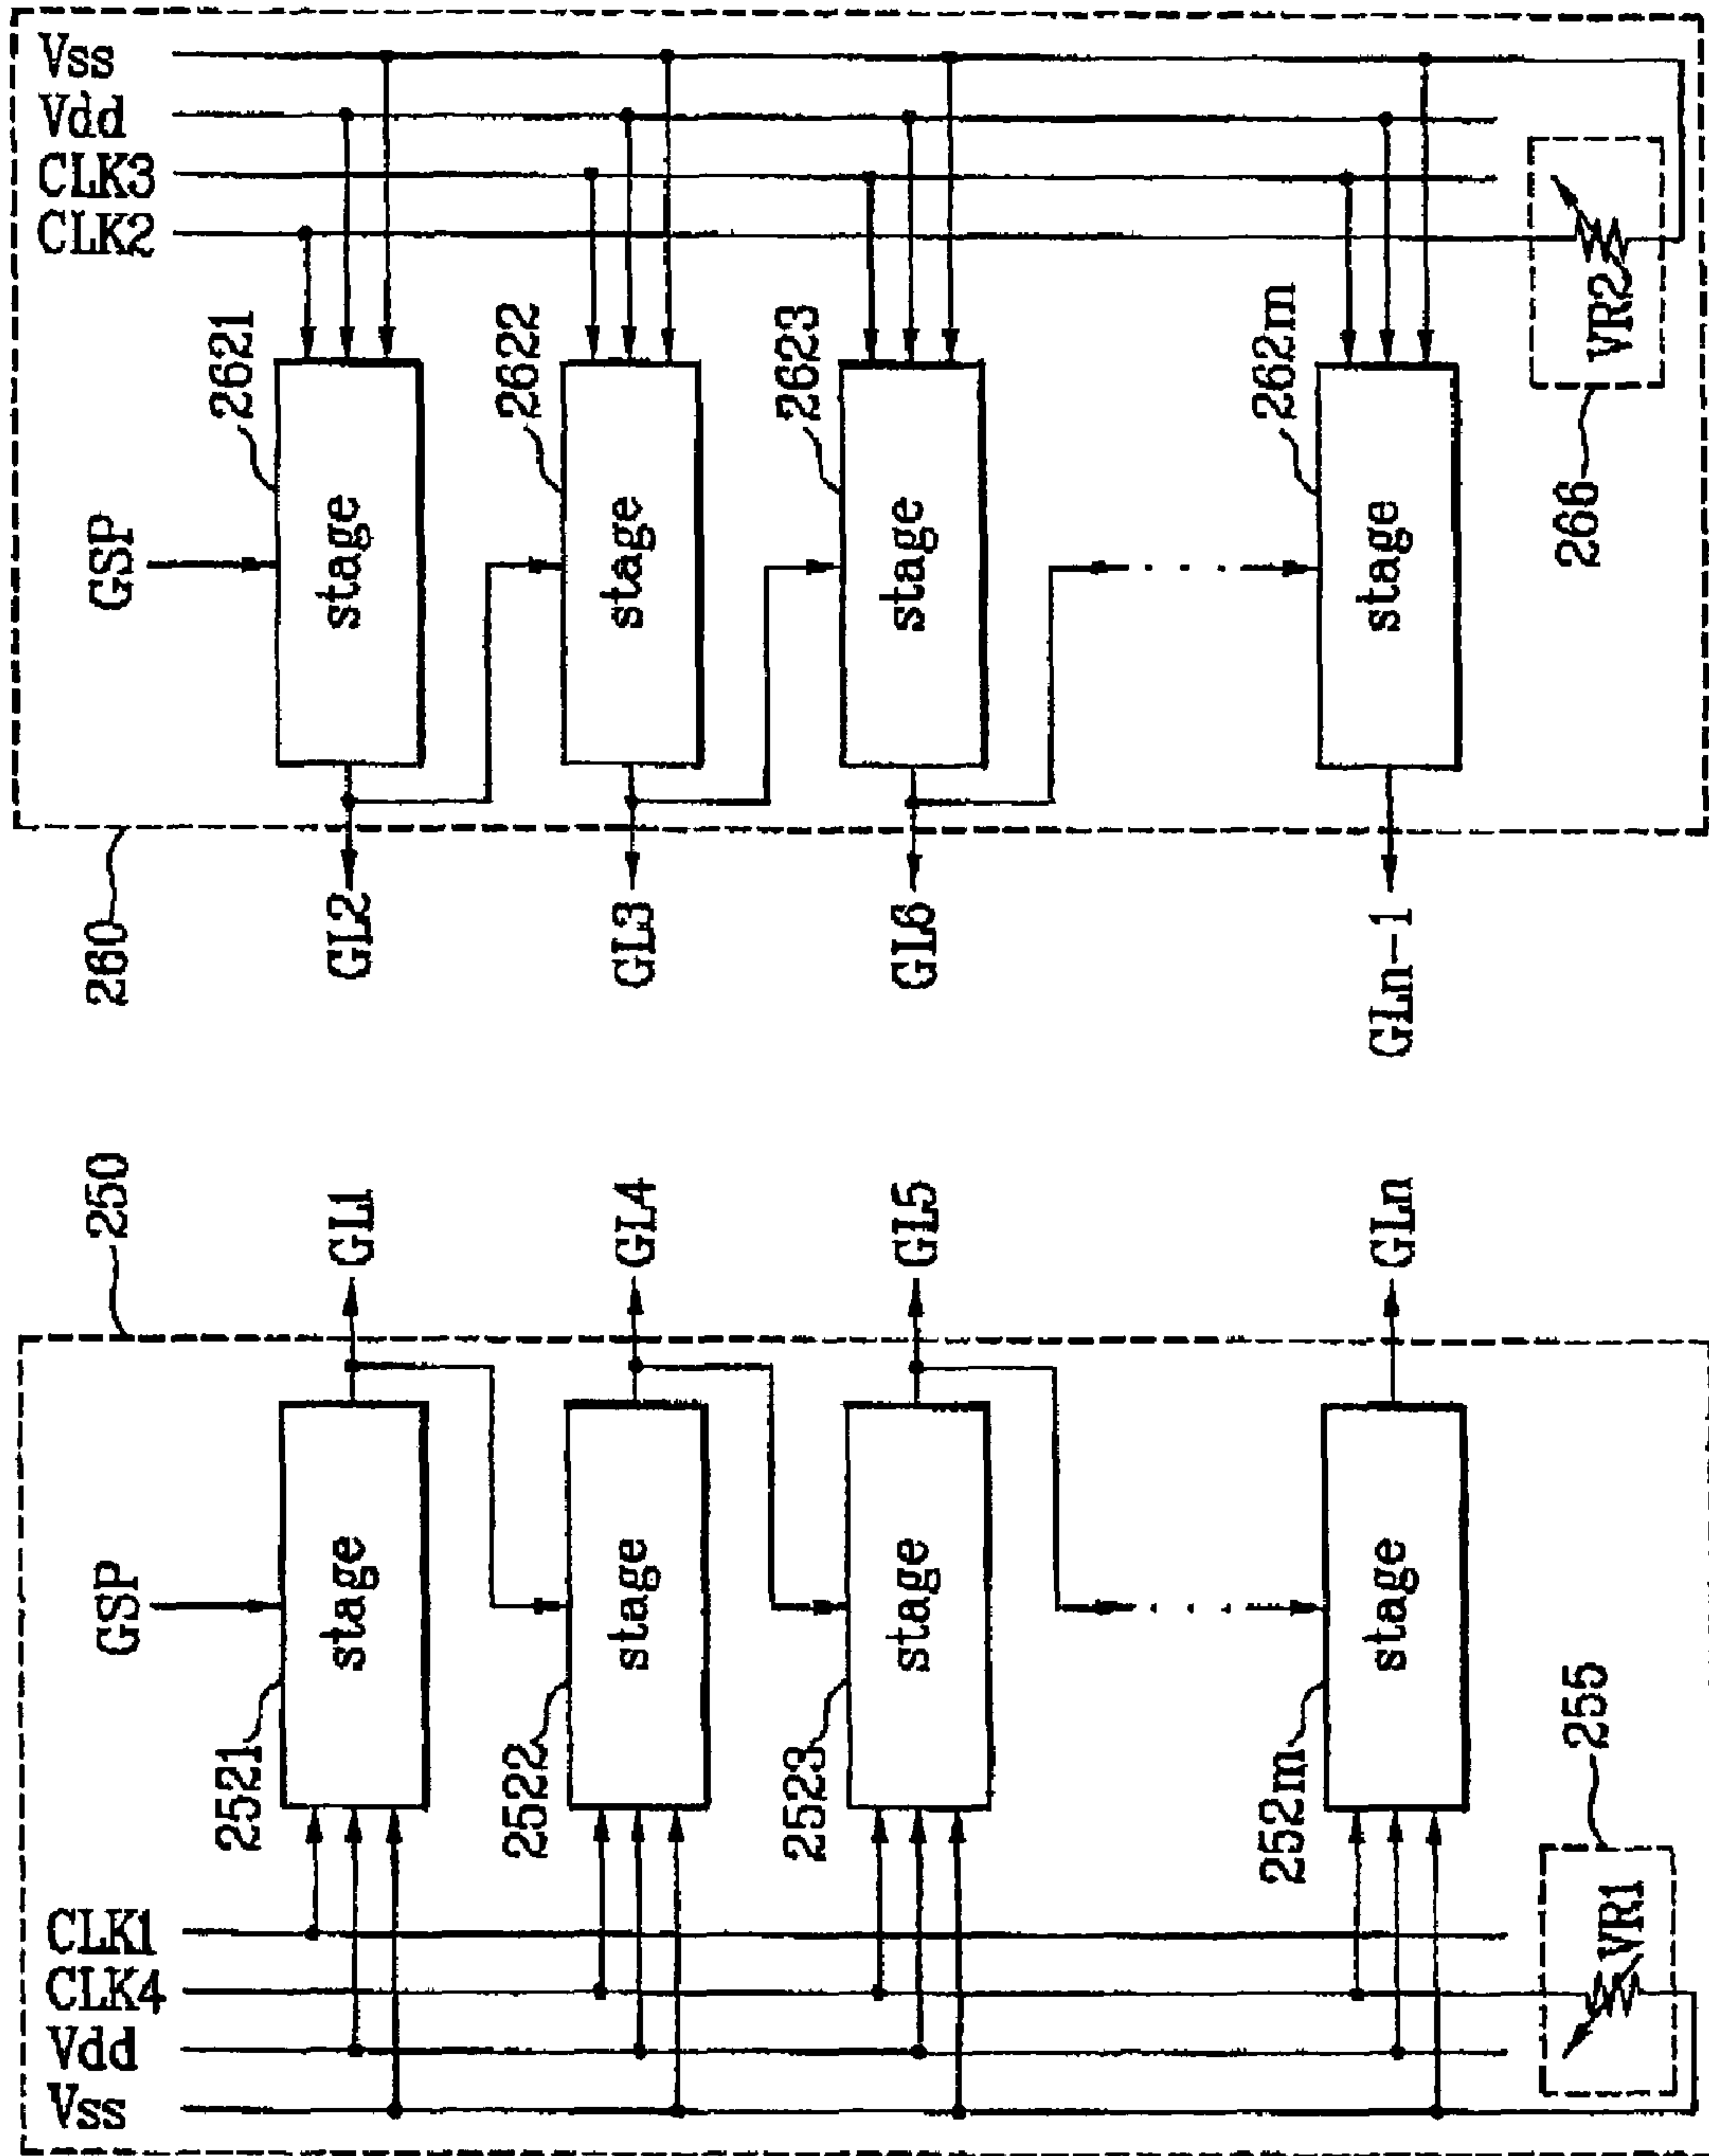 260
Vss
Vdd
CLK3
CLK2
GSP
2621
stage
GL2
2622
stage
GL3
2623
stage
GL6
262m
stage
GLn-1
VR2
266
250
GSP
2521
stage
GL1
2522
stage
GL4
2523
stage
GL5
252m
stage
GLn
CLK1
CLK4
Vdd
Vss
VR1
255